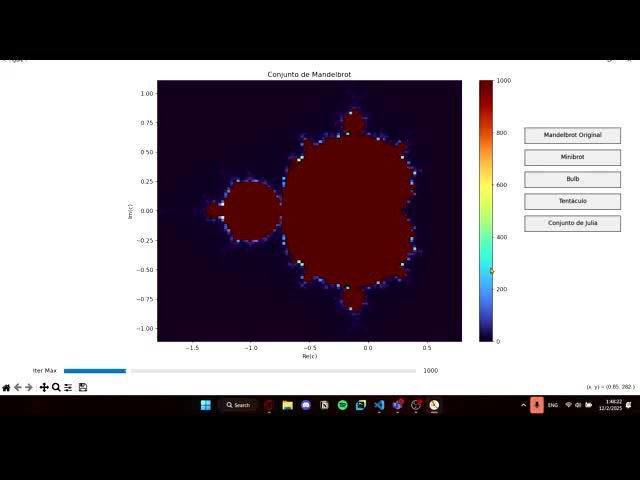 Conjunto de Mandelbrot
1.00
0.75
0.50
0.25
0.00
−0.25
−0.50
−0.75
−1.00
Im(c)
−1.5
−1.0
−0.5
0.0
0.5
Re(c)
1000
800
600
400
200
0
Mandelbrot Original
Minibrot
Bulb
Tentáculo
Conjunto de Julia
Iter Max
1000
(x, y) = (0.85, 282.)
Search
ENG
1:48:22
12/2/2025